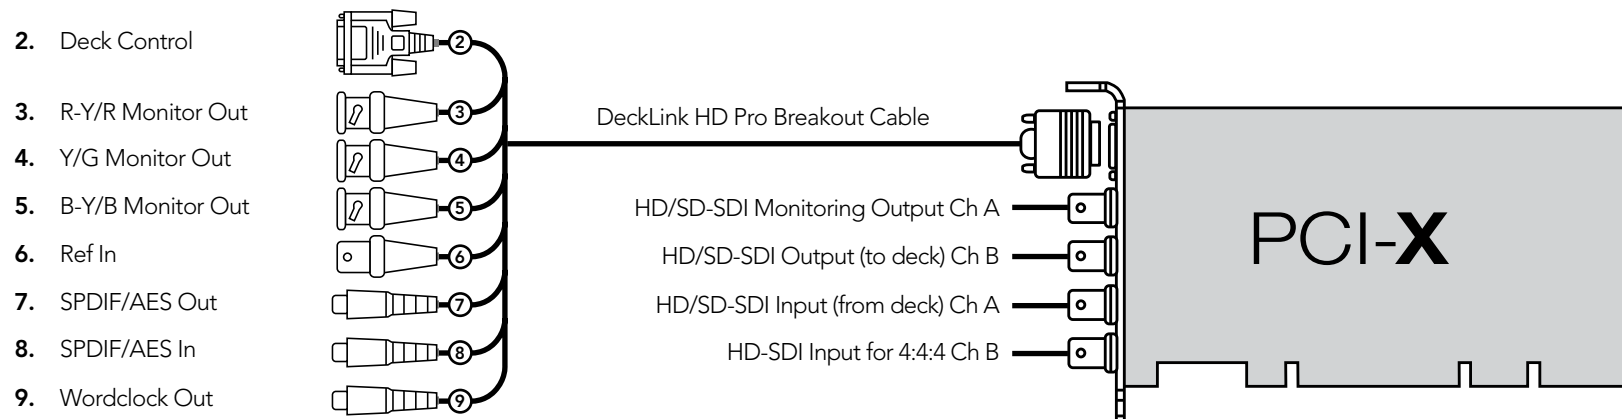 2. Deck Control
2
3. R-Y/R Monitor Out
3
DeckLink HD Pro Breakout Cable
4. Y/G Monitor Out
4
5. B-Y/B Monitor Out
5
HD/SD-SDI Monitoring Output Ch A
6. Ref In
6
HD/SD-SDI Output (to deck) Ch B
PCI-X
7. SPDIF/AES Out
7
HD/SD-SDI Input (from deck) Ch A
8. SPDIF/AES In
8
HD-SDI Input for 4:4:4 Ch B
9. Wordclock Out
9